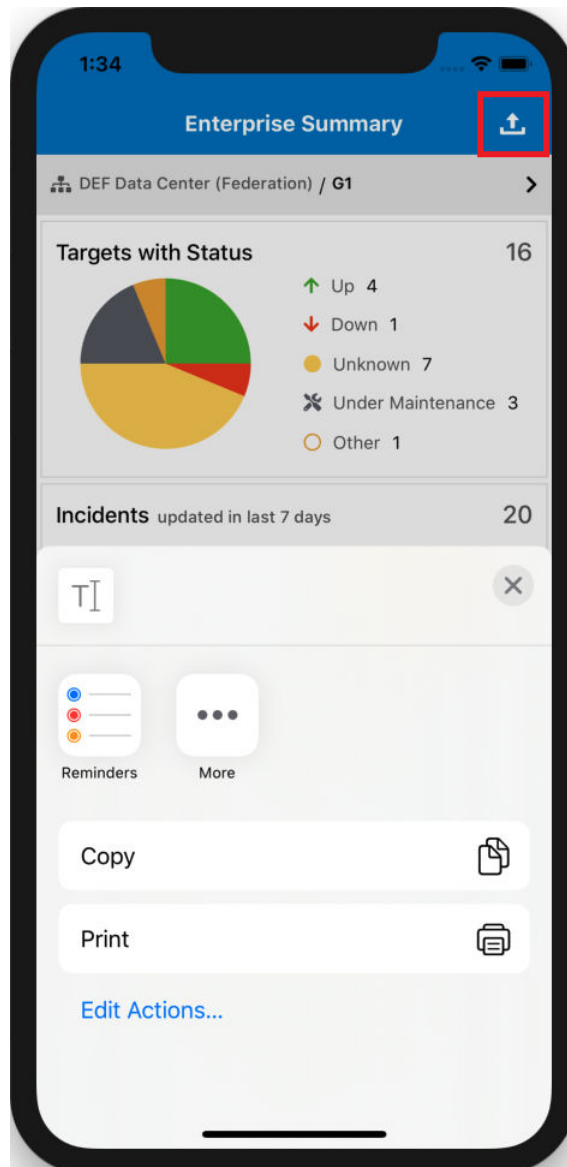 1:34
Enterprise Summary
DEF Data Center (Federation) / G1
Targets with Status 16
Up 4
Down 1
Unknown 7
Under Maintenance 3
Other 1
Incidents updated in last 7 days 20
Reminders More
Copy
Print
Edit Actions...